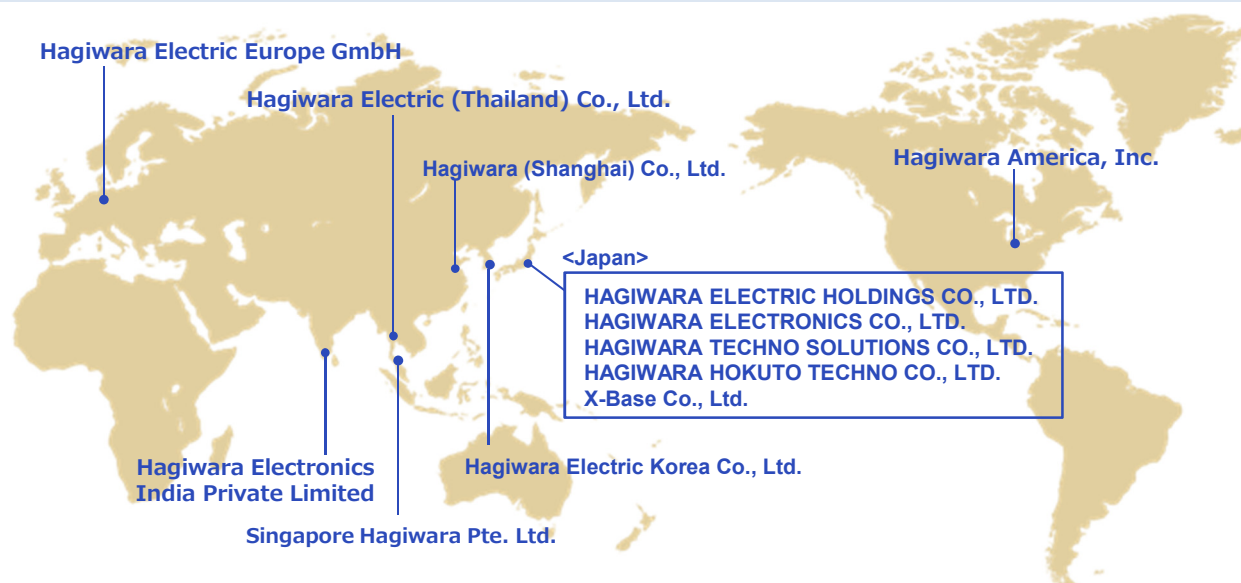 Hagiwara Electric Europe GmbH
Hagiwara Electric (Thailand) Co., Ltd.
Hagiwara (Shanghai) Co., Ltd.
Hagiwara America, Inc.
<Japan>
HAGIWARA ELECTRIC HOLDINGS CO., LTD.
HAGIWARA ELECTRONICS CO., LTD.
HAGIWARA TECHNO SOLUTIONS CO., LTD.
HAGIWARA HOKUTO TECHNO CO., LTD.
X-Base Co., Ltd.
Hagiwara Electronics
India Private Limited
Hagiwara Electric Korea Co., Ltd.
Singapore Hagiwara Pte. Ltd.